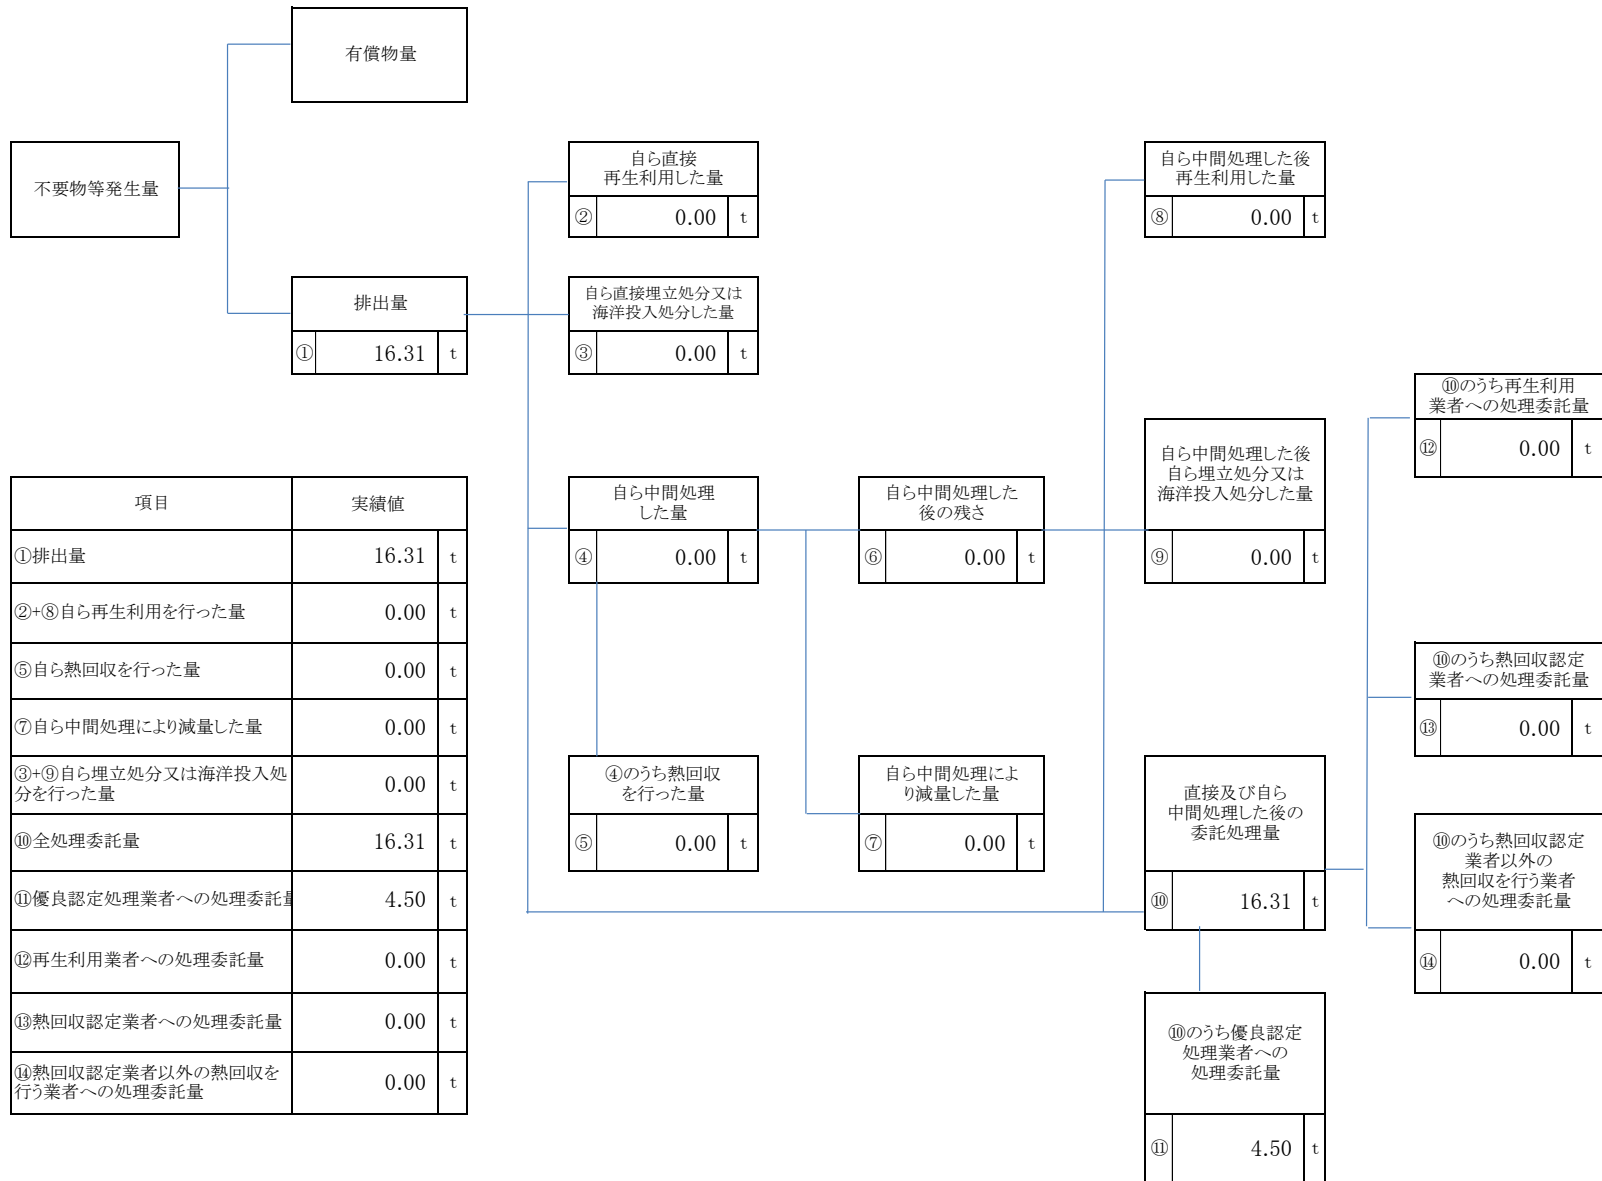 有償物量
不要物等発生量
排出量
① 16.31 t
自ら直接
再生利用した量
② 0.00 t
自ら直接埋立処分又は
海洋投入処分した量
③ 0.00 t
自ら中間処理
した量
④ 0.00 t
④のうち熱回収
を行った量
⑤ 0.00 t
自ら中間処理した
後の残さ
⑥ 0.00 t
自ら中間処理によ
り減量した量
⑦ 0.00 t
自ら中間処理した後
再生利用した量
⑧ 0.00 t
自ら中間処理した後
自ら埋立処分又は
海洋投入処分した量
⑨ 0.00 t
直接及び自ら
中間処理した後の
委託処理量
⑩ 16.31 t
⑩のうち優良認定
処理業者への
処理委託量
⑪ 4.50 t
⑩のうち再生利用
業者への処理委託量
⑫ 0.00 t
⑩のうち熱回収認定
業者への処理委託量
⑬ 0.00 t
⑩のうち熱回収認定
業者以外の
熱回収を行う業者
への処理委託量
⑭ 0.00 t
項目 実績値
①排出量 16.31 t
②+⑧自ら再生利用を行った量 0.00 t
⑤自ら熱回収を行った量 0.00 t
⑦自ら中間処理により減量した量 0.00 t
③+⑨自ら埋立処分又は海洋投入処
分を行った量 0.00 t
⑩全処理委託量 16.31 t
⑪優良認定処理業者への処理委託量 4.50 t
⑫再生利用業者への処理委託量 0.00 t
⑬熱回収認定業者への処理委託量 0.00 t
⑭熱回収認定業者以外の熱回収を
行う業者への処理委託量 0.00 t